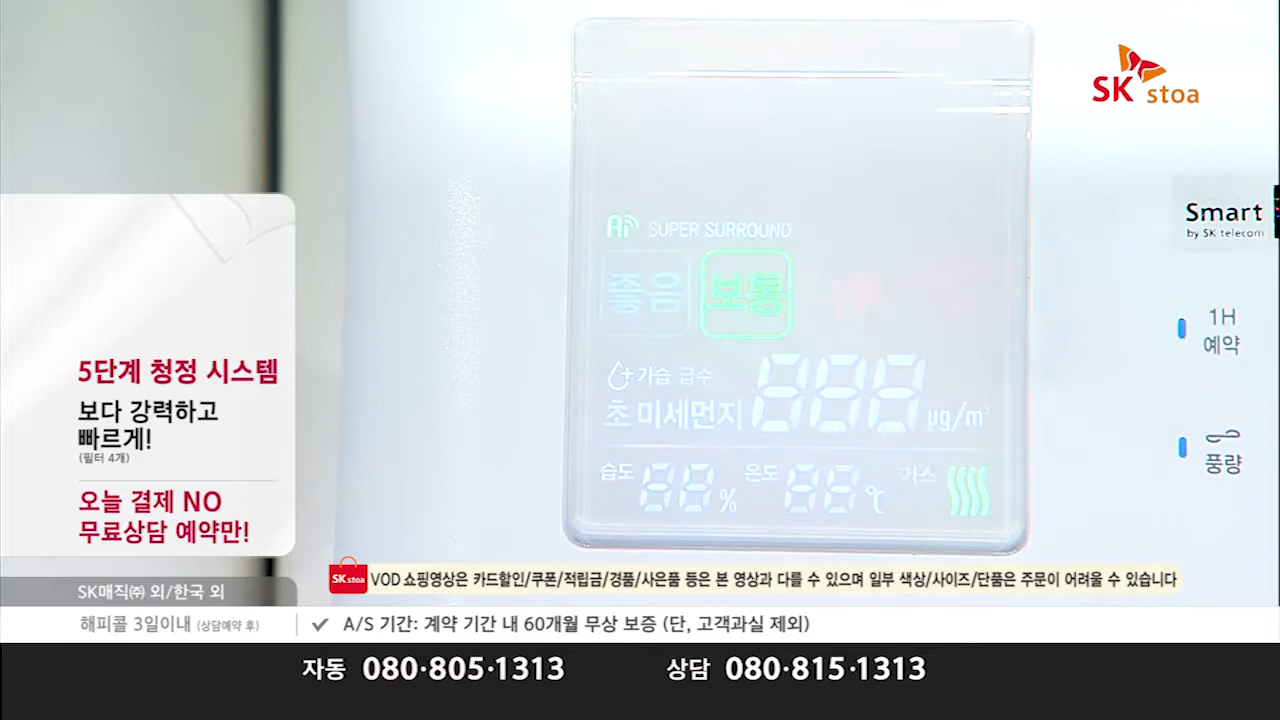 SK stoa
Smart
by SK telecom
Ai SUPER SURROUND
좋음 보통
1H
예약
가습 급수
초미세먼지 888 μg/m³
풍량
습도 88 % 온도 88 ℃ 가스
5단계 청정 시스템
보다 강력하고
빠르게!
(필터 4개)
오늘 결제 NO
무료상담 예약만!
SK매직㈜ 외/한국 외
SK stoa VOD 쇼핑영상은 카드할인/쿠폰/적립금/경품/사은품 등은 본 영상과 다를 수 있으며 일부 색상/사이즈/단품은 주문이 어려울 수 있습니다
해피콜 3일이내 (상담예약 후) A/S 기간: 계약 기간 내 60개월 무상 보증 (단, 고객과실 제외)
자동 080·805·1313 상담 080·815·1313